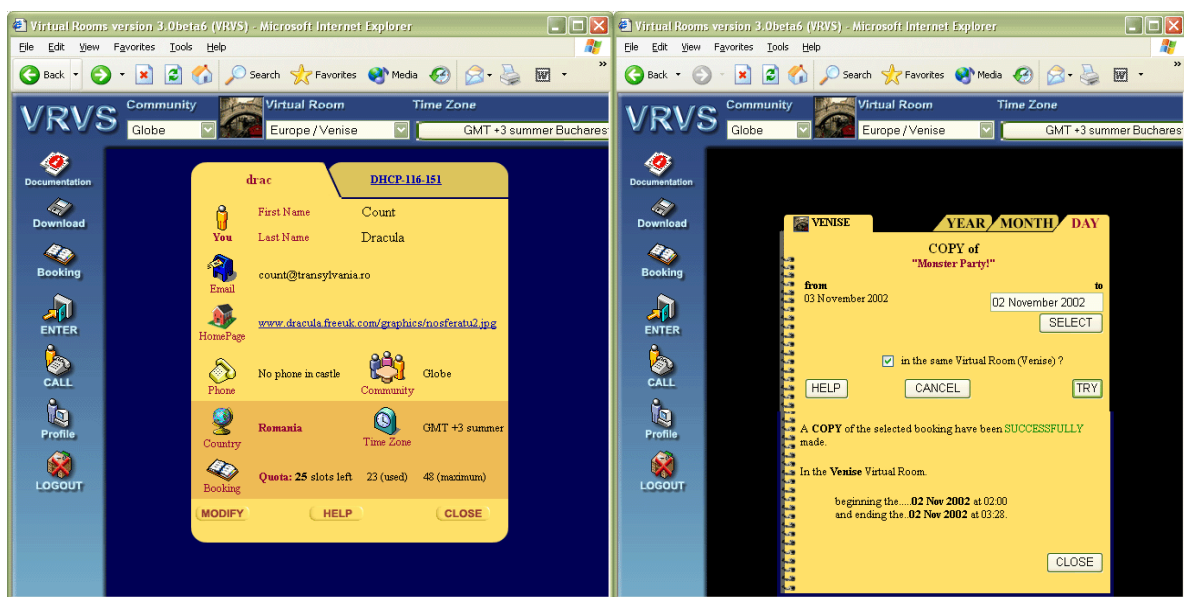 Virtual Rooms version 3.0beta6 (VRVS) - Microsoft Internet Explorer
File Edit View Favorites Tools Help
Back Search Favorites Media
VRVS
Community Virtual Room Time Zone
Globe Europe / Venise GMT +3 summer Buchares
Documentation
Download
Booking
ENTER
CALL
Profile
LOGOUT
drac DHCP-116-151
First Name Count
You Last Name Dracula
Email count@transylvania.ro
HomePage www.dracula.freeuk.com/graphics/nosferatu2.jpg
Phone No phone in castle Community Globe
Country Romania Time Zone GMT +3 summer
Booking Quota: 25 slots left 23 (used) 48 (maximum)
MODIFY HELP CLOSE
Virtual Rooms version 3.0beta6 (VRVS) - Microsoft Internet Explorer
File Edit View Favorites Tools Help
Back Search Favorites Media
VRVS
Community Virtual Room Time Zone
Globe Europe / Venise GMT +3 summer Buchares
Documentation
Download
Booking
ENTER
CALL
Profile
LOGOUT
VENISE YEAR MONTH DAY
COPY of
"Monster Party!"
from to
03 November 2002 02 November 2002
SELECT
in the same Virtual Room (Venise) ?
HELP CANCEL TRY
A COPY of the selected booking have been SUCCESSFULLY
made.
In the Venise Virtual Room.
beginning the.....02 Nov 2002 at 02:00
and ending the..02 Nov 2002 at 03:28.
CLOSE